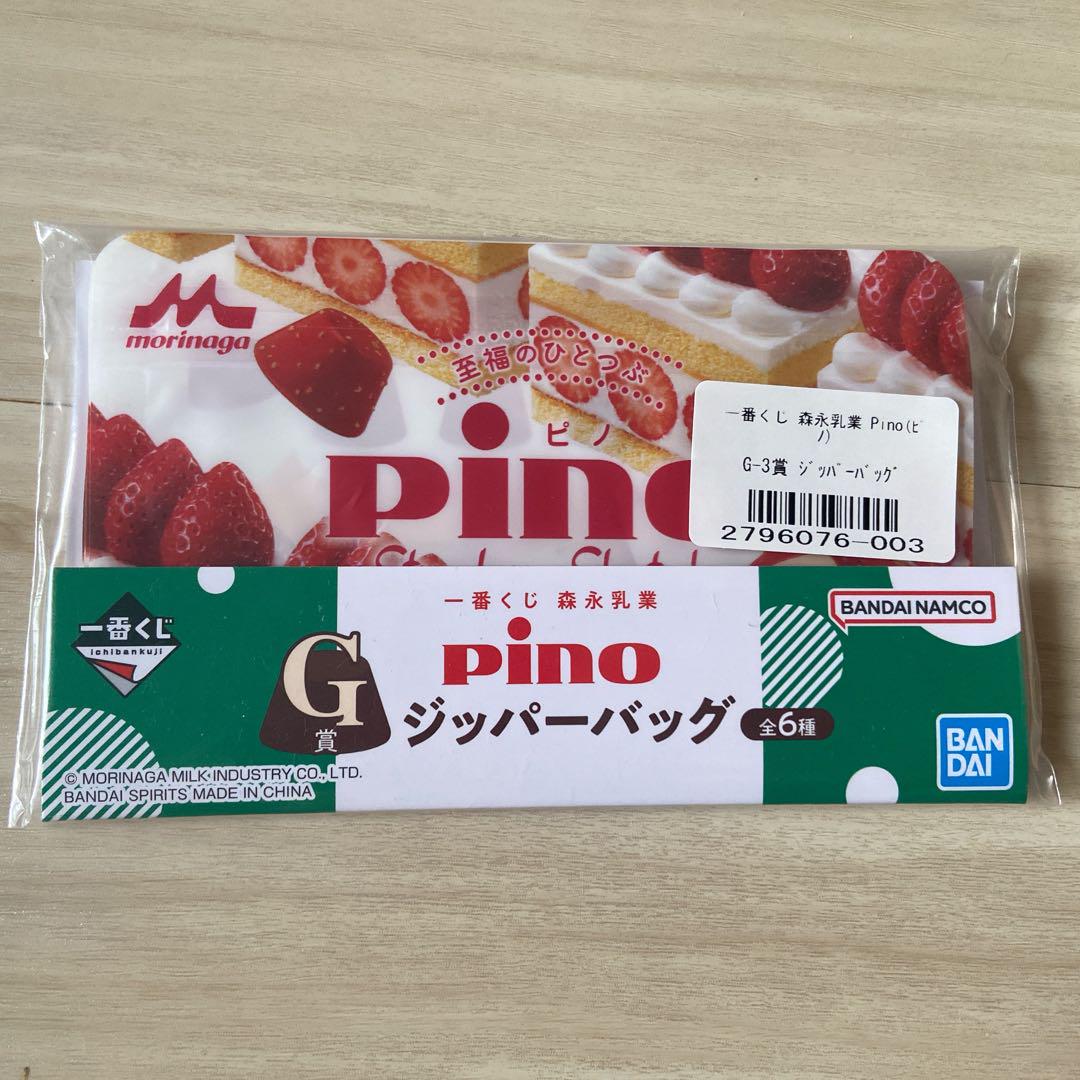 morinaga
至福のひとつぶ
ピノ
pino
一番くじ 森永乳業 Pino(ピ
ノ)
G-3賞 ジッパーバッグ
2796076-003
一番くじ 森永乳業
pino
一番くじ
ichibankuji
G賞
ジッパーバッグ 全6種
BANDAI NAMCO
BAN
DAI
© MORINAGA MILK INDUSTRY CO., LTD.
BANDAI SPIRITS MADE IN CHINA